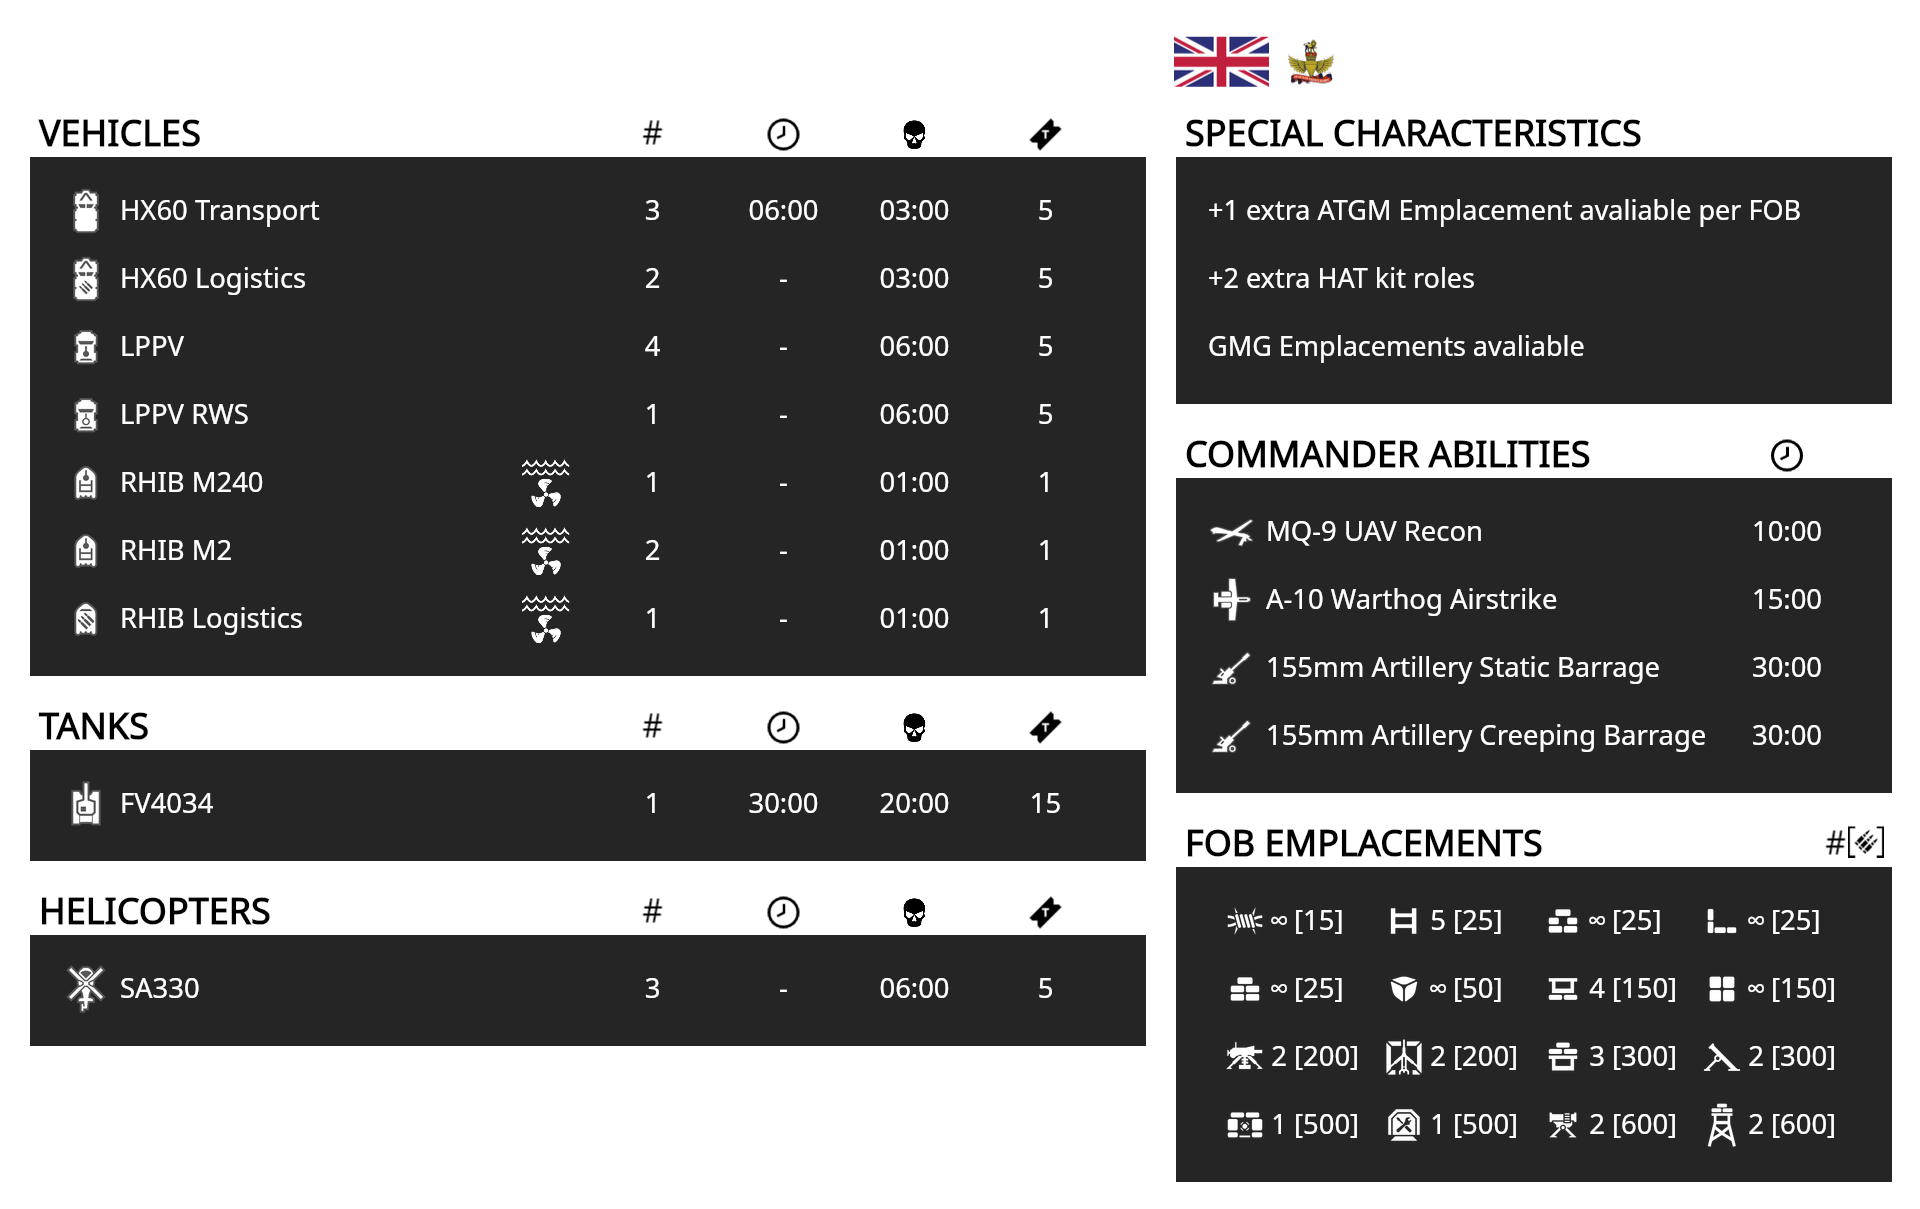 VEHICLES #
HX60 Transport 3 06:00 03:00 5
HX60 Logistics 2 - 03:00 5
LPPV 4 - 06:00 5
LPPV RWS 1 - 06:00 5
RHIB M240 1 - 01:00 1
RHIB M2 2 - 01:00 1
RHIB Logistics 1 - 01:00 1
TANKS #
FV4034 1 30:00 20:00 15
HELICOPTERS #
SA330 3 - 06:00 5
SPECIAL CHARACTERISTICS
+1 extra ATGM Emplacement avaliable per FOB
+2 extra HAT kit roles
GMG Emplacements avaliable
COMMANDER ABILITIES
MQ-9 UAV Recon 10:00
A-10 Warthog Airstrike 15:00
155mm Artillery Static Barrage 30:00
155mm Artillery Creeping Barrage 30:00
FOB EMPLACEMENTS #[]
∞ [15] 5 [25] ∞ [25] ∞ [25]
∞ [25] ∞ [50] 4 [150] ∞ [150]
2 [200] 2 [200] 3 [300] 2 [300]
1 [500] 1 [500] 2 [600] 2 [600]